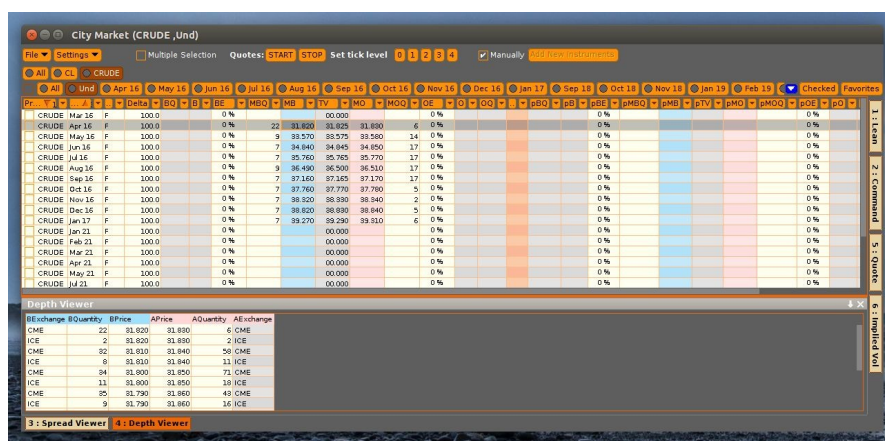 City Market (CRUDE ,Und)
File Settings Multiple Selection Quotes: START STOP Set tick level 0 1 2 3 4 Manually Add New Instruments
All CL CRUDE
All Und Apr 16 May 16 Jun 16 Jul 16 Aug 16 Sep 16 Oct 16 Nov 16 Dec 16 Jan 17 Sep 18 Oct 18 Nov 18 Jan 19 Feb 19 Checked Favorites
Pr... Delta BQ B BE MBQ MB TV MO MOQ OE O OQ pBQ pB pBE pMBQ pMB pTV pMO pMOQ pOE pO
CRUDE Mar 16 F 100.0 0 % 00.000 0 % 0 % 0 %
CRUDE Apr 16 F 100.0 0 % 22 31.820 31.825 31.830 6 0 % 0 % 0 %
CRUDE May 16 F 100.0 0 % 9 33.570 33.575 33.580 14 0 % 0 % 0 %
CRUDE Jun 16 F 100.0 0 % 7 34.840 34.845 34.850 17 0 % 0 % 0 %
CRUDE Jul 16 F 100.0 0 % 7 35.760 35.765 35.770 17 0 % 0 % 0 %
CRUDE Aug 16 F 100.0 0 % 9 36.490 36.500 36.510 17 0 % 0 % 0 %
CRUDE Sep 16 F 100.0 0 % 7 37.160 37.165 37.170 17 0 % 0 % 0 %
CRUDE Oct 16 F 100.0 0 % 7 37.760 37.770 37.780 5 0 % 0 % 0 %
CRUDE Nov 16 F 100.0 0 % 7 38.320 38.330 38.340 2 0 % 0 % 0 %
CRUDE Dec 16 F 100.0 0 % 7 38.820 38.830 38.840 5 0 % 0 % 0 %
CRUDE Jan 17 F 100.0 0 % 7 39.270 39.290 39.310 6 0 % 0 % 0 %
CRUDE Jan 21 F 100.0 0 % 00.000 0 % 0 % 0 %
CRUDE Feb 21 F 100.0 0 % 00.000 0 % 0 % 0 %
CRUDE Mar 21 F 100.0 0 % 00.000 0 % 0 % 0 %
CRUDE Apr 21 F 100.0 0 % 00.000 0 % 0 % 0 %
CRUDE May 21 F 100.0 0 % 00.000 0 % 0 % 0 %
CRUDE Jul 21 F 100.0 0 % 00.000 0 % 0 % 0 %
1 : Lean
2 : Command
5 : Quote
6 : Implied Vol
Depth Viewer
BExchange BQuantity BPrice APrice AQuantity AExchange
CME 22 31.820 31.830 6 CME
ICE 2 31.820 31.830 2 ICE
CME 32 31.810 31.840 58 CME
ICE 8 31.810 31.840 11 ICE
CME 34 31.800 31.850 71 CME
ICE 11 31.800 31.850 18 ICE
CME 35 31.790 31.860 43 CME
ICE 9 31.790 31.860 16 ICE
3 : Spread Viewer 4 : Depth Viewer